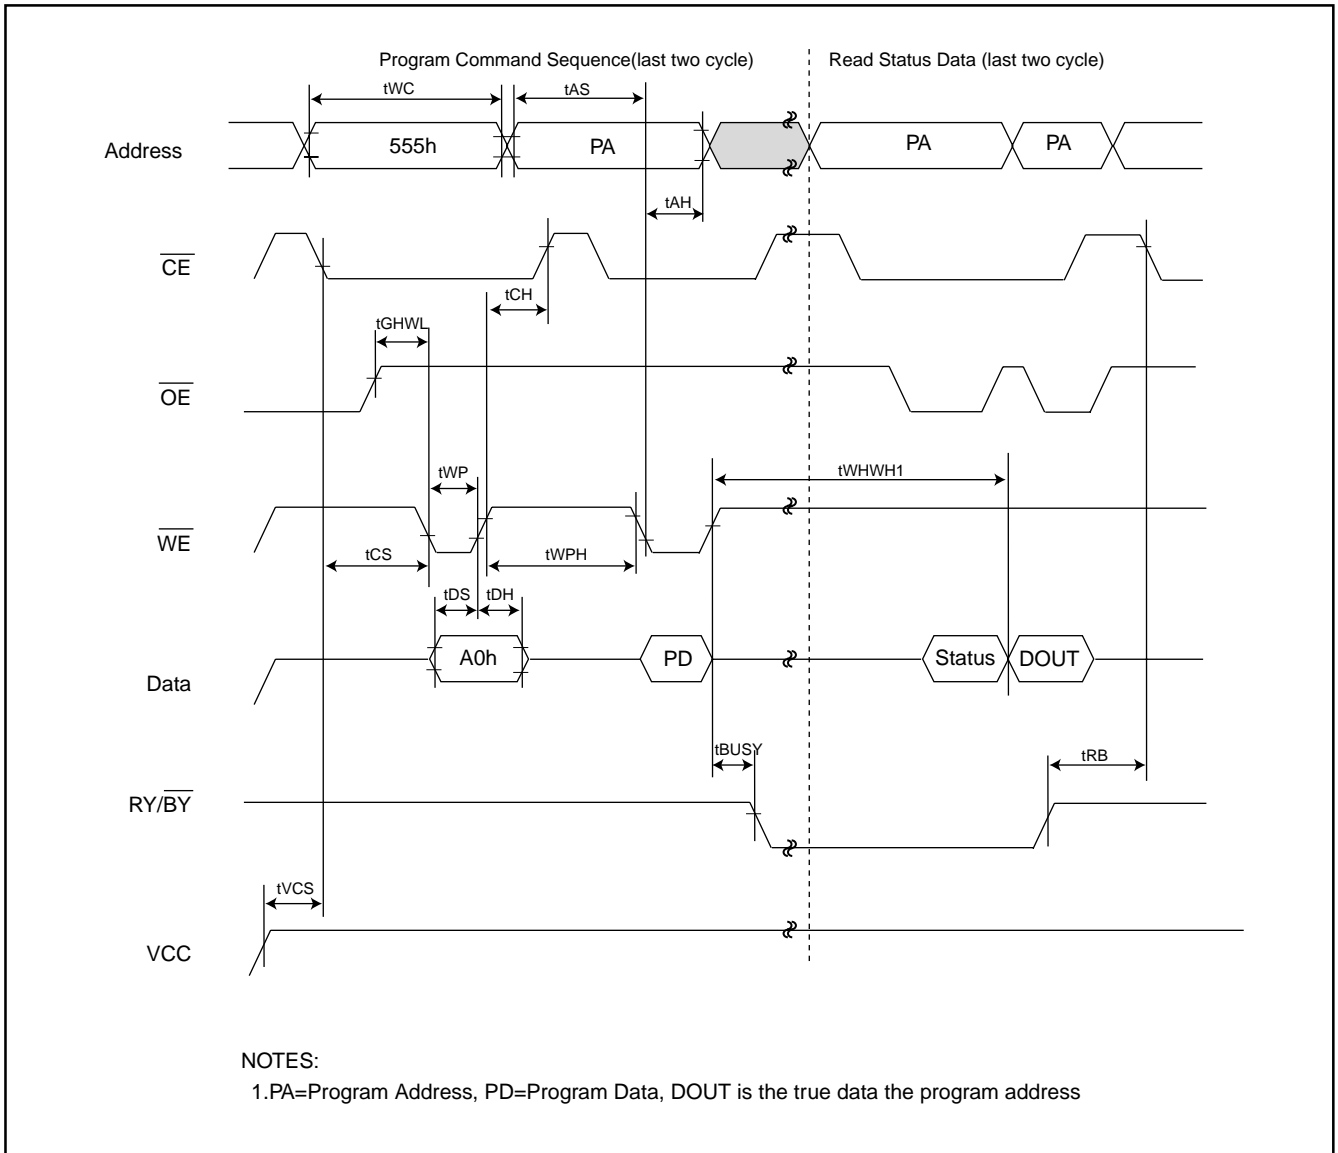 Program Command Sequence(last two cycle) Read Status Data (last two cycle)
tWC tAS
Address 555h PA PA PA
tAH
CE
tCH
tGHWL
OE
tWP tWHWH1
WE
tCS tWPH
tDS tDH
Data A0h PD Status DOUT
tBUSY tRB
RY/BY
tVCS
VCC
NOTES:
1.PA=Program Address, PD=Program Data, DOUT is the true data the program address